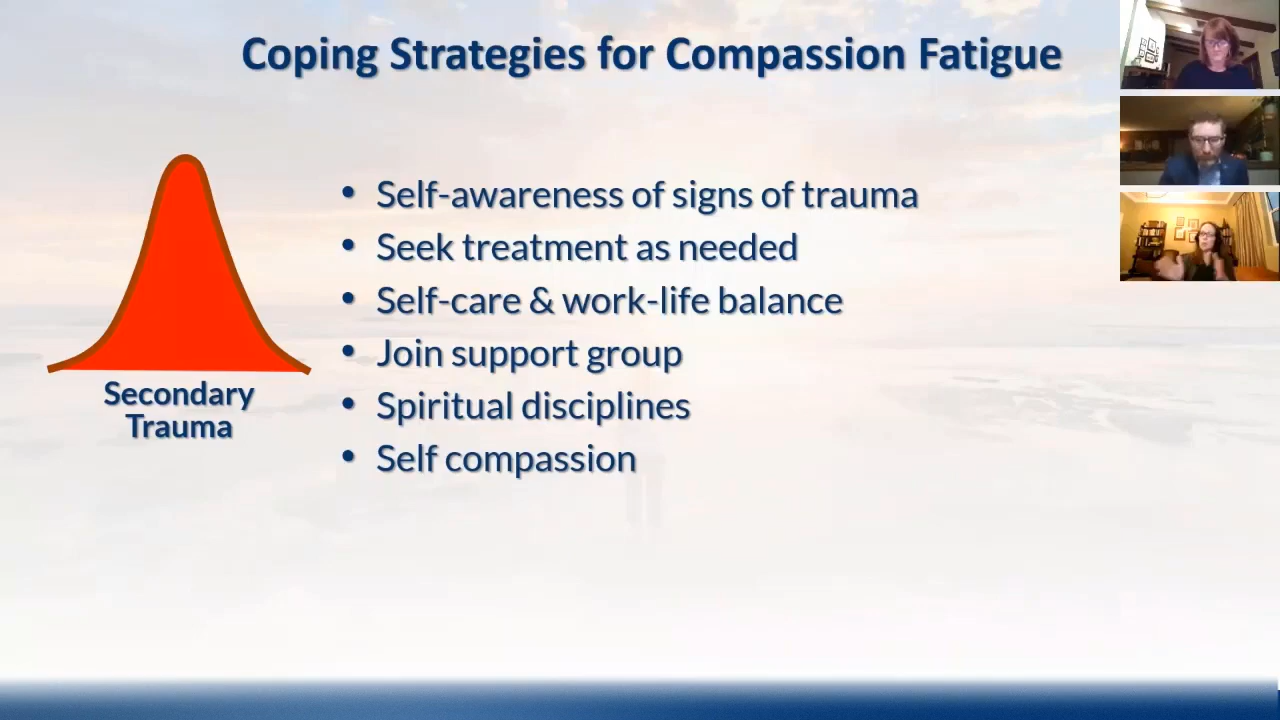 Coping Strategies for Compassion Fatigue
• Self-awareness of signs of trauma
• Seek treatment as needed
• Self-care & work-life balance
• Join support group
• Spiritual disciplines
• Self compassion
Secondary
Trauma